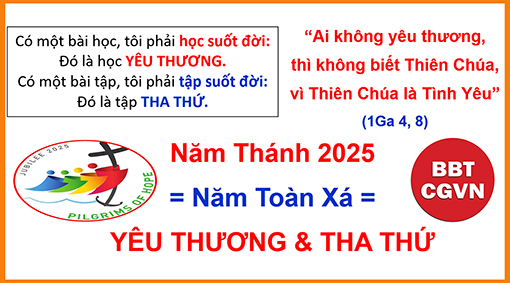 Có một bài học, tôi phải học suốt đời:
Đó là học YÊU THƯƠNG.
Có một bài tập, tôi phải tập suốt đời:
Đó là tập THA THỨ.
“Ai không yêu thương,
thì không biết Thiên Chúa,
vì Thiên Chúa là Tình Yêu”
(1Ga 4, 8)
JUBILEE 2025
PILGRIMS OF HOPE
Năm Thánh 2025
= Năm Toàn Xá =
BBT
CGVN
YÊU THƯƠNG & THA THỨ